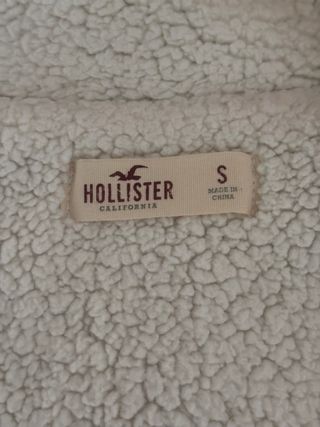 HOLLISTER
CALIFORNIA
S
MADE IN
CHINA